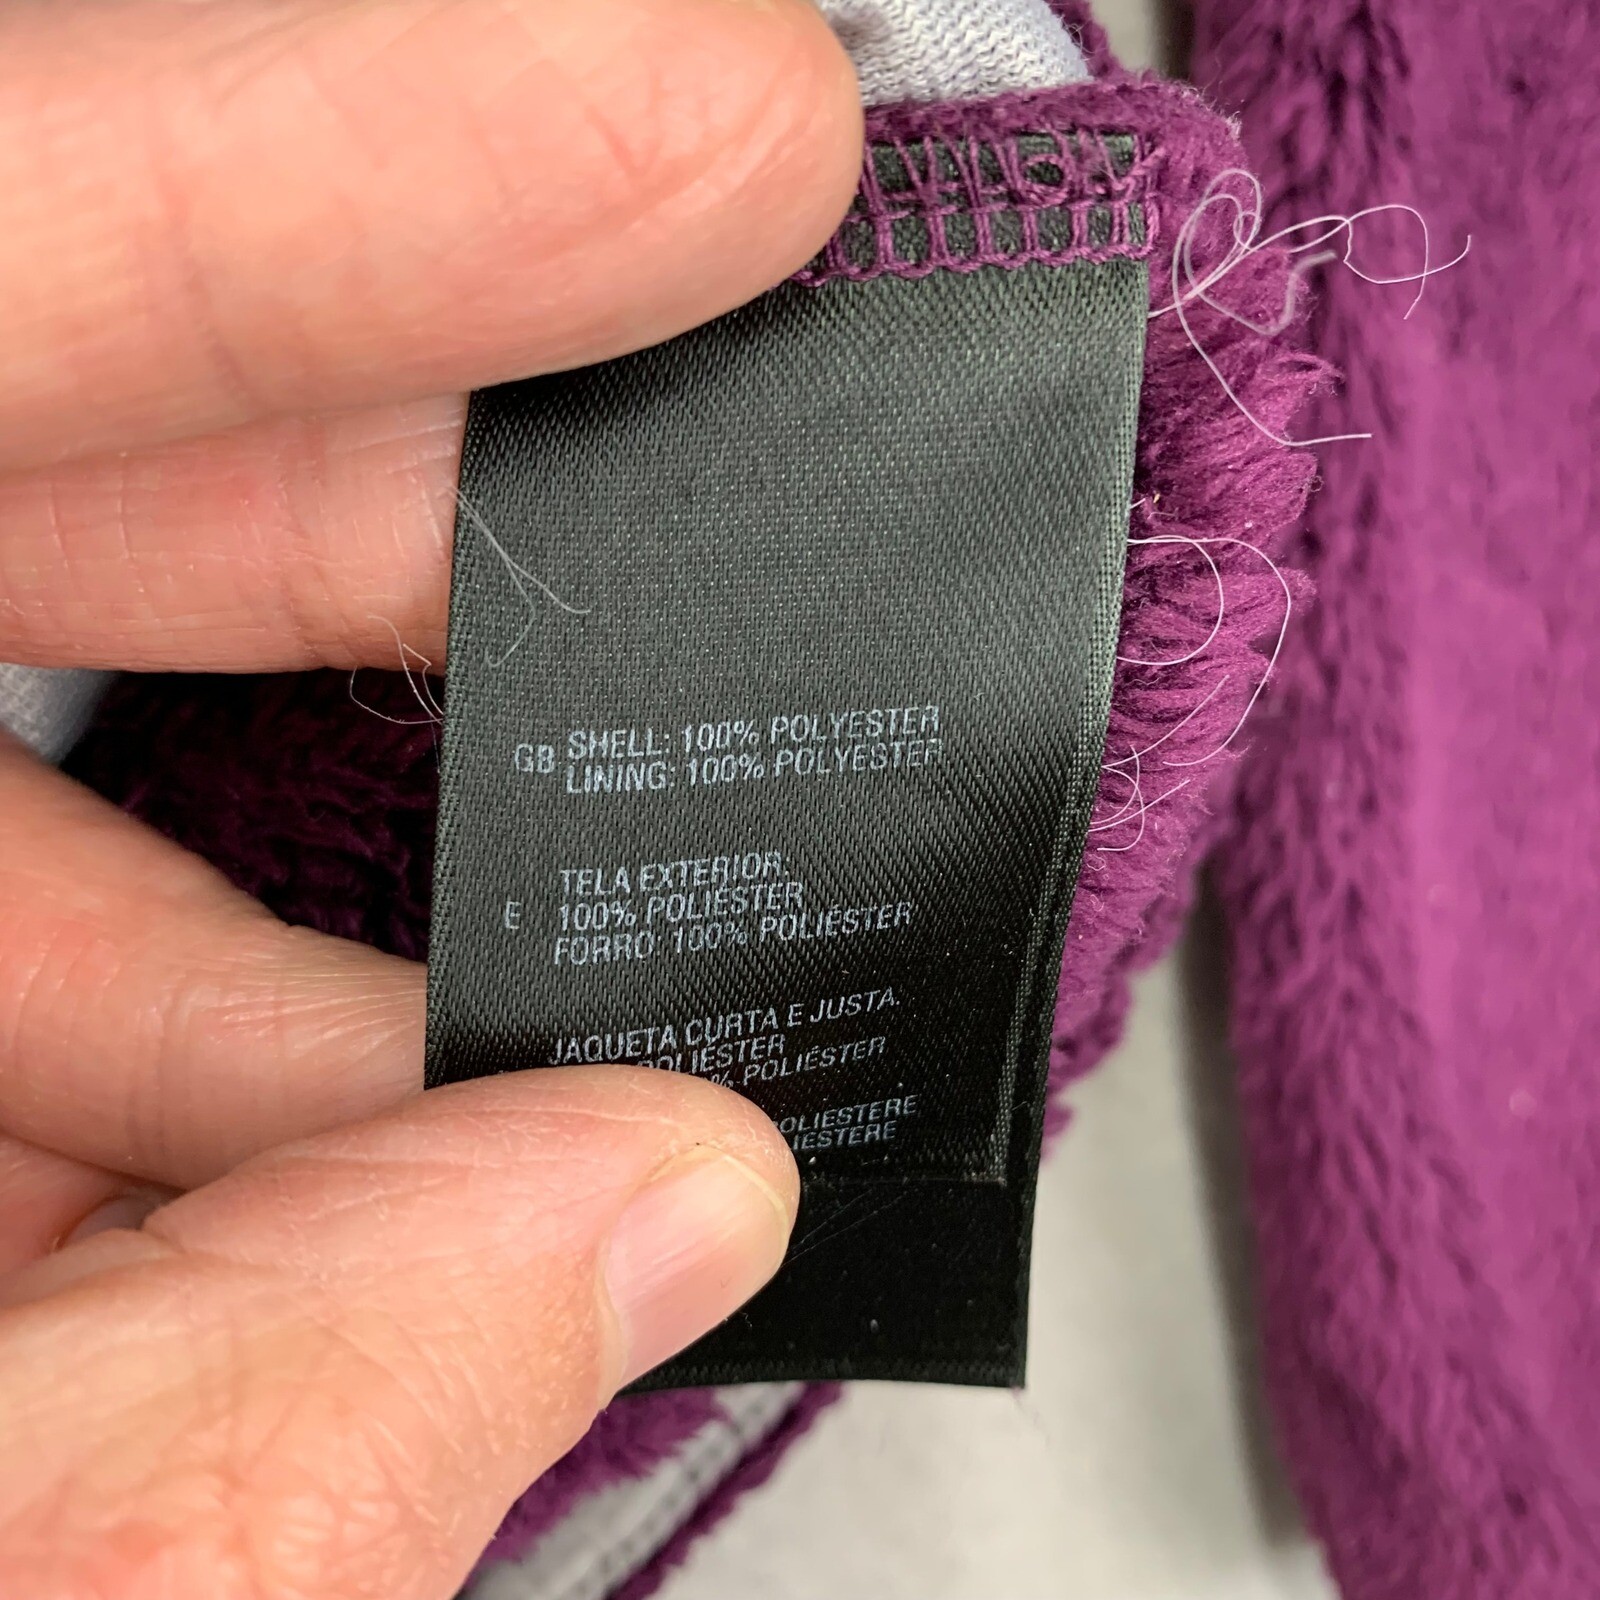 GB SHELL: 100% POLYESTER
LINING: 100% POLYESTER
TELA EXTERIOR.
E 100% POLIÉSTER
FORRO: 100% POLIÉSTER
JAQUETA CURTA E JUSTA.
POLIÉSTER
% POLIÉSTER
POLIESTERE